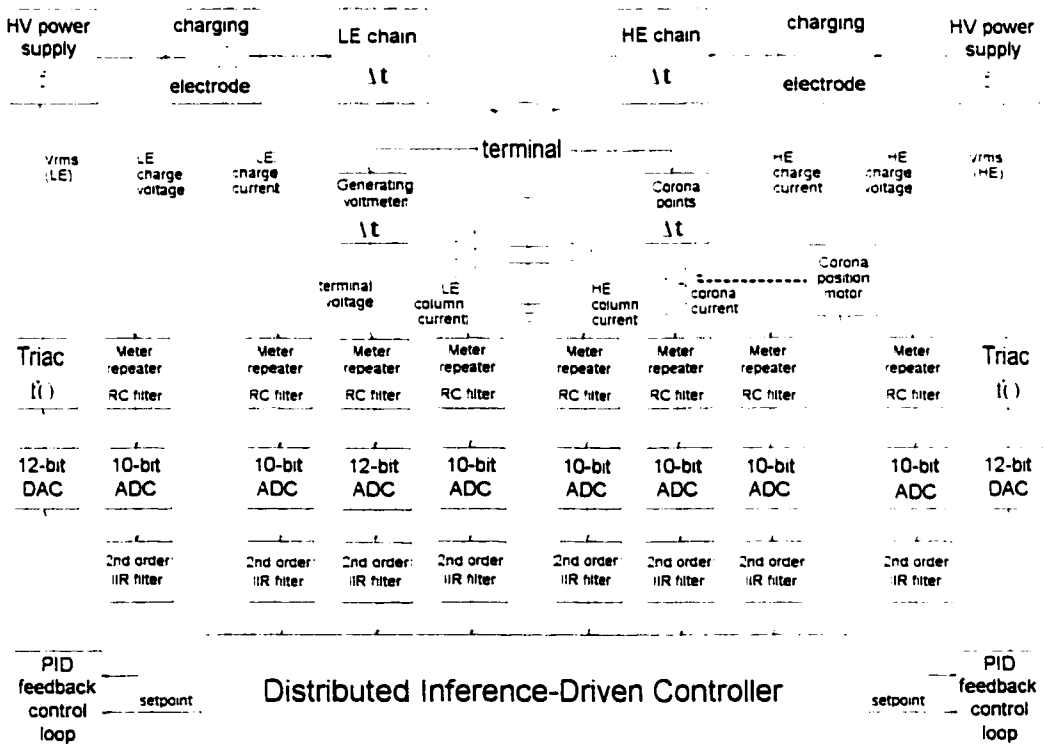 HV power
supply
charging
electrode
LE chain
\t
HE chain
\t
charging
electrode
HV power
supply
terminal
Vrms
(LE)
LE
charge
voltage
LE
charge
current
Generating
voltmeter
\t
Corona
points
\t
HE
charge
current
HE
charge
voltage
Vrms
(HE)
terminal
voltage
LE
column
current
HE
column
current
corona
current
Corona
position
motor
Triac
f()
Meter
repeater
RC filter
Meter
repeater
RC filter
Meter
repeater
RC filter
Meter
repeater
RC filter
Meter
repeater
RC filter
Meter
repeater
RC filter
Meter
repeater
RC filter
Meter
repeater
RC filter
Triac
f()
12-bit
DAC
10-bit
ADC
10-bit
ADC
12-bit
ADC
10-bit
ADC
10-bit
ADC
10-bit
ADC
10-bit
ADC
10-bit
ADC
12-bit
DAC
2nd order
IIR filter
2nd order
IIR filter
2nd order
IIR filter
2nd order
IIR filter
2nd order
IIR filter
2nd order
IIR filter
2nd order
IIR filter
2nd order
IIR filter
PID
feedback
control
loop
setpoint
Distributed Inference-Driven Controller
setpoint
PID
feedback
control
loop